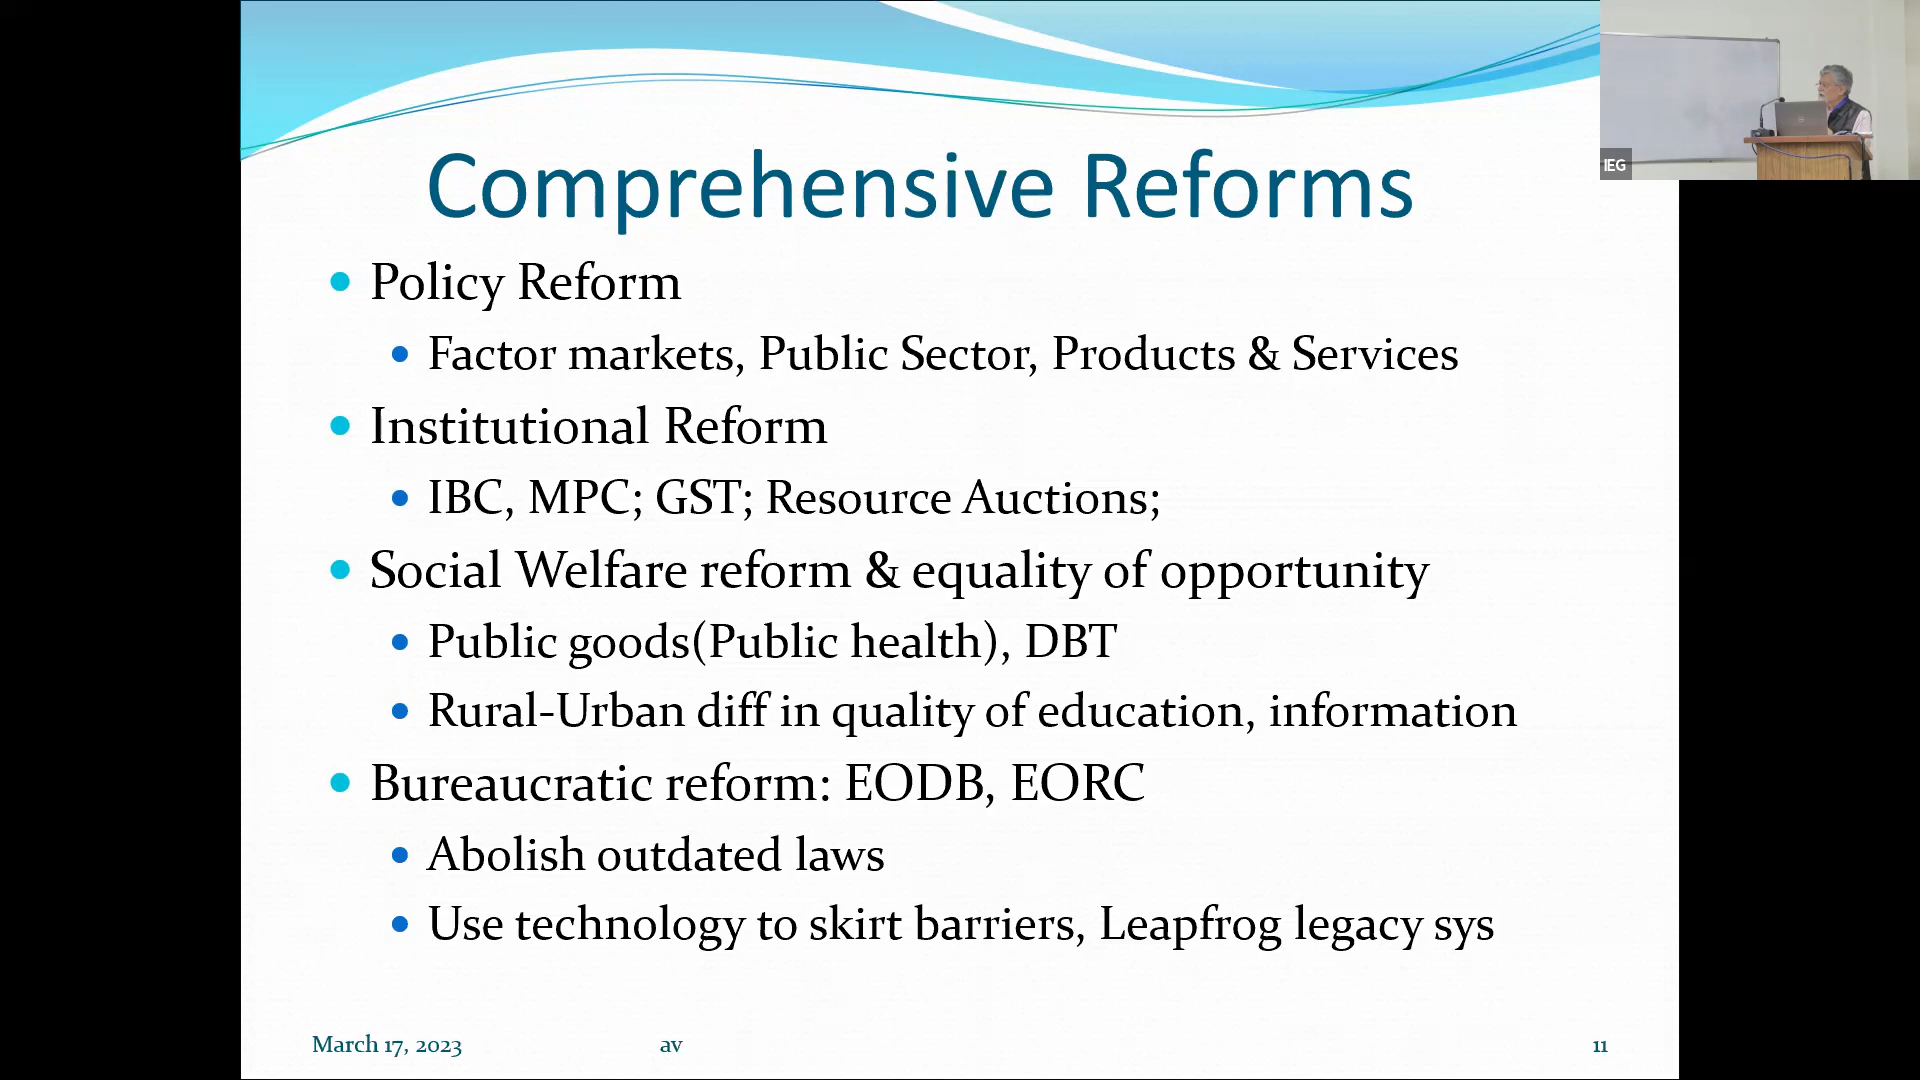 IEG
Comprehensive Reforms
Policy Reform
Factor markets, Public Sector, Products & Services
Institutional Reform
IBC, MPC; GST; Resource Auctions;
Social Welfare reform & equality of opportunity
Public goods(Public health), DBT
Rural-Urban diff in quality of education, information
Bureaucratic reform: EODB, EORC
Abolish outdated laws
Use technology to skirt barriers, Leapfrog legacy sys
March 17, 2023
av
11